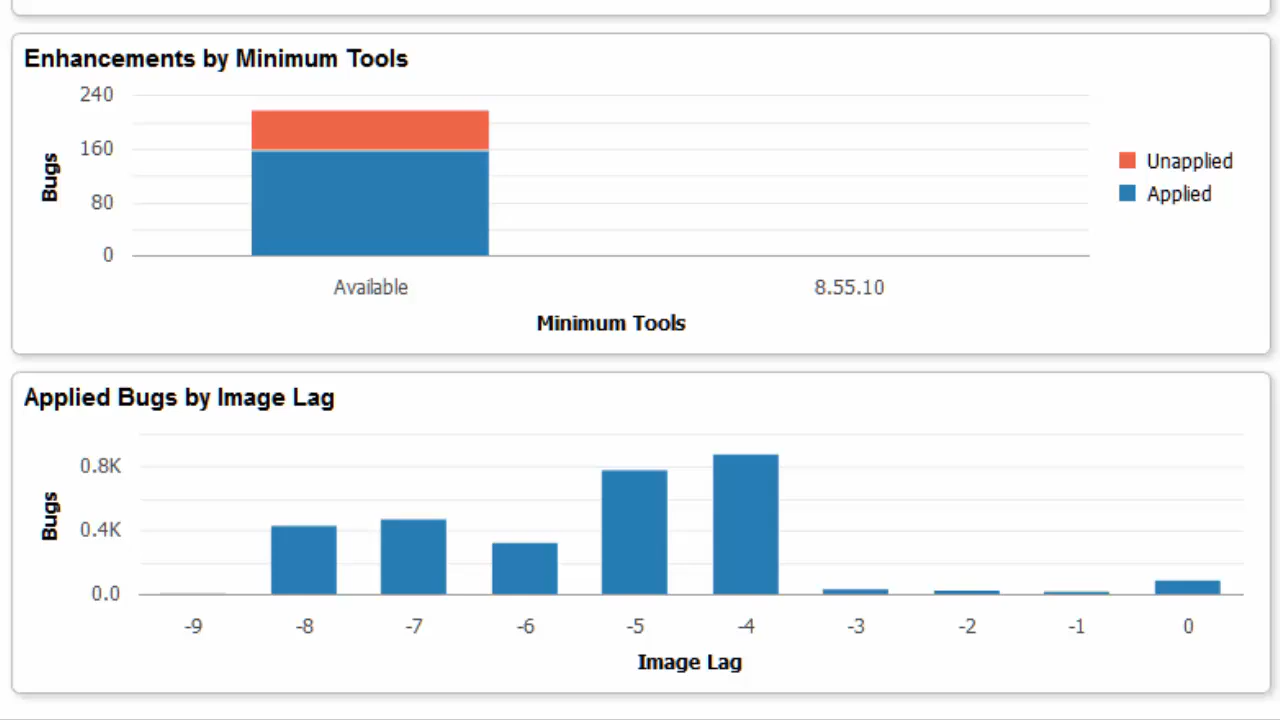 Enhancements by Minimum Tools
240
160
80
0
Bugs
Available
8.55.10
Minimum Tools
Unapplied
Applied
Applied Bugs by Image Lag
0.8K
0.4K
0.0
Bugs
-9
-8
-7
-6
-5
-4
-3
-2
-1
0
Image Lag